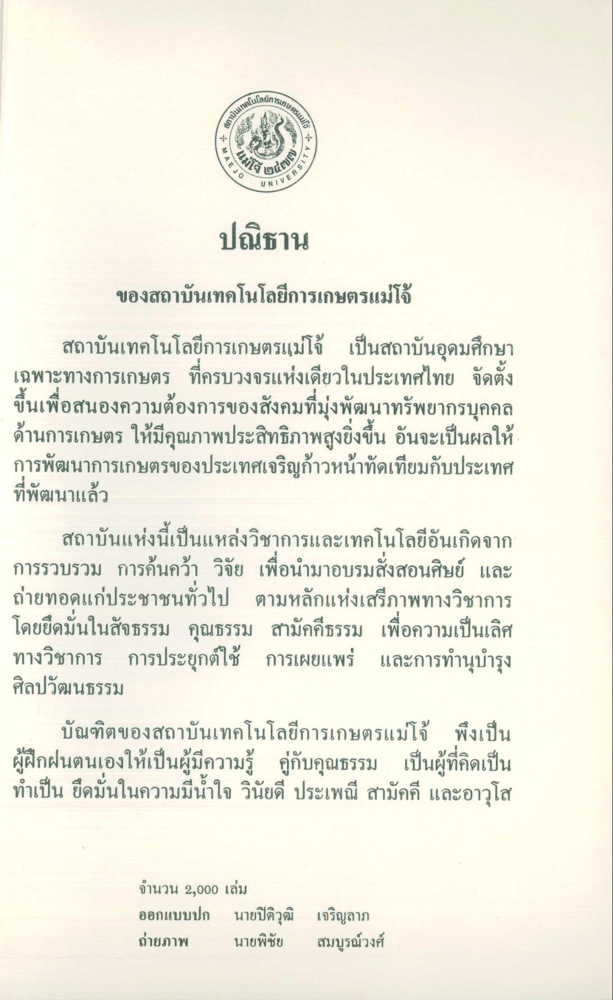 สถาบันเทคโนโลยีการเกษตรแม่โจ้
แม่โจ้ ๒๔๗๗
MAEJO UNIVERSITY
ปณิธาน
ของสถาบันเทคโนโลยีการเกษตรแม่โจ้
สถาบันเทคโนโลยีการเกษตรแม่โจ้ เป็นสถาบันอุดมศึกษา
เฉพาะทางการเกษตร ที่ครบวงจรแห่งเดียวในประเทศไทย จัดตั้ง
ขึ้นเพื่อสนองความต้องการของสังคมที่มุ่งพัฒนาทรัพยากรบุคคล
ด้านการเกษตร ให้มีคุณภาพประสิทธิภาพสูงยิ่งขึ้น อันจะเป็นผลให้
การพัฒนาการเกษตรของประเทศเจริญก้าวหน้าทัดเทียมกับประเทศ
ที่พัฒนาแล้ว
สถาบันแห่งนี้เป็นแหล่งวิชาการและเทคโนโลยีอันเกิดจาก
การรวบรวม การค้นคว้า วิจัย เพื่อนำมาอบรมสั่งสอนศิษย์ และ
ถ่ายทอดแก่ประชาชนทั่วไป ตามหลักแห่งเสรีภาพทางวิชาการ
โดยยึดมั่นในสัจธรรม คุณธรรม สามัคคีธรรม เพื่อความเป็นเลิศ
ทางวิชาการ การประยุกต์ใช้ การเผยแพร่ และการทำนุบำรุง
ศิลปวัฒนธรรม
บัณฑิตของสถาบันเทคโนโลยีการเกษตรแม่โจ้ พึงเป็น
ผู้ฝึกฝนตนเองให้เป็นผู้มีความรู้ คู่กับคุณธรรม เป็นผู้ที่คิดเป็น
ทำเป็น ยึดมั่นในความมีน้ำใจ วินัยดี ประเพณี สามัคคี และอาวุโส
จำนวน 2,000 เล่ม
ออกแบบปก นายปิติวุฒิ เจริญลาภ
ถ่ายภาพ นายพิชัย สมบูรณ์วงศ์